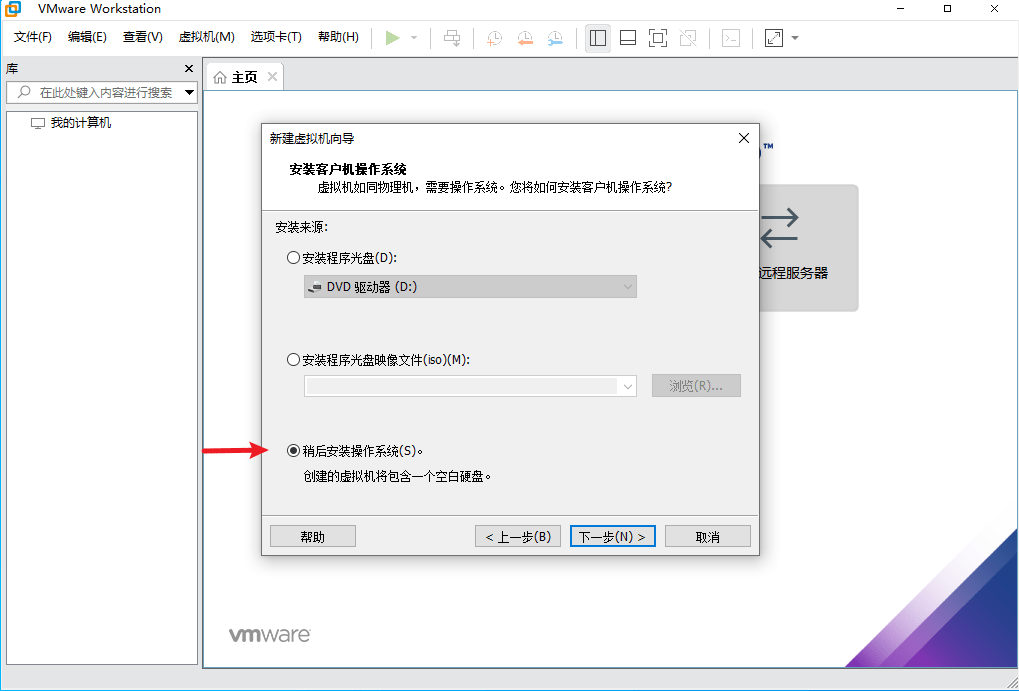 VMware Workstation
文件(F) 编辑(E) 查看(V) 虚拟机(M) 选项卡(T) 帮助(H)
库
主页
在此处键入内容进行搜索
我的计算机
™
新建虚拟机向导
安装客户机操作系统
虚拟机如同物理机，需要操作系统。您将如何安装客户机操作系统?
安装来源:
安装程序光盘(D):
DVD 驱动器 (D:)
远程服务器
安装程序光盘映像文件(iso)(M):
浏览(R)...
稍后安装操作系统(S)。
创建的虚拟机将包含一个空白硬盘。
帮助 < 上一步(B) 下一步(N) > 取消
vmware